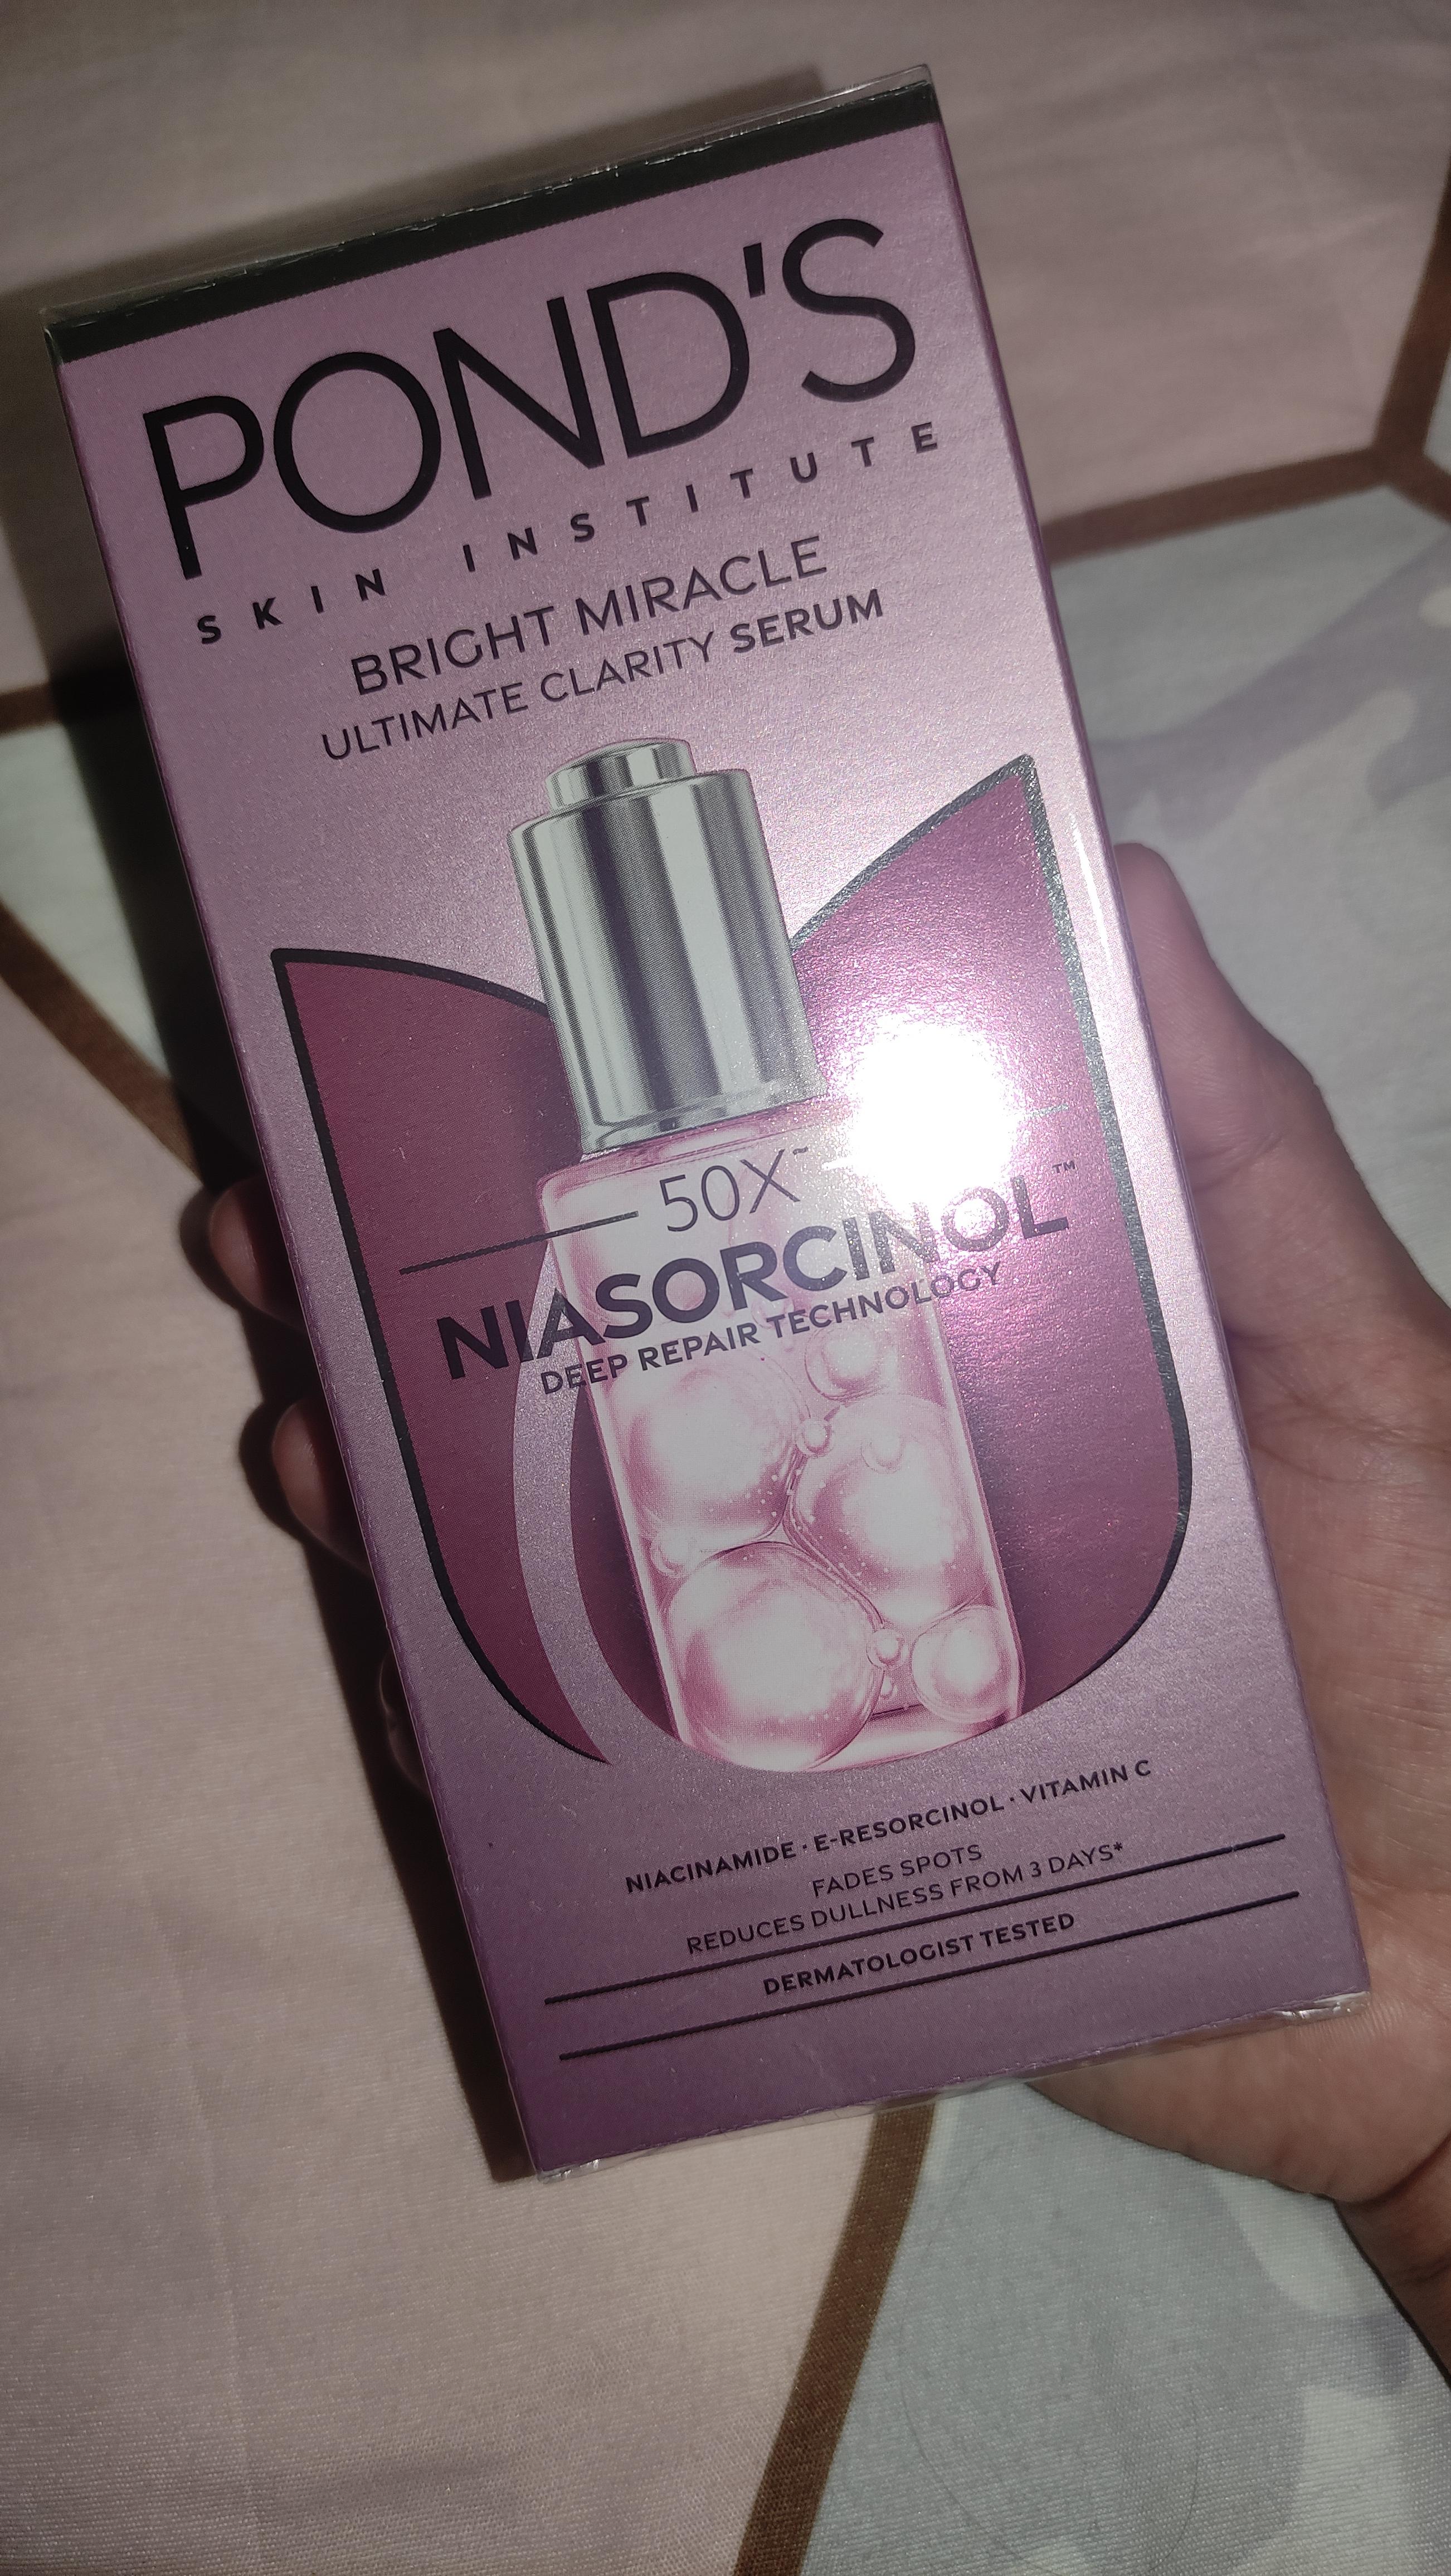 POND'S
SKIN INSTITUTE
BRIGHT MIRACLE
ULTIMATE CLARITY SERUM
50X~
NIASORCINOL™
DEEP REPAIR TECHNOLOGY
NIACINAMIDE · E-RESORCINOL · VITAMIN C
FADES SPOTS
REDUCES DULLNESS FROM 3 DAYS*
DERMATOLOGIST TESTED